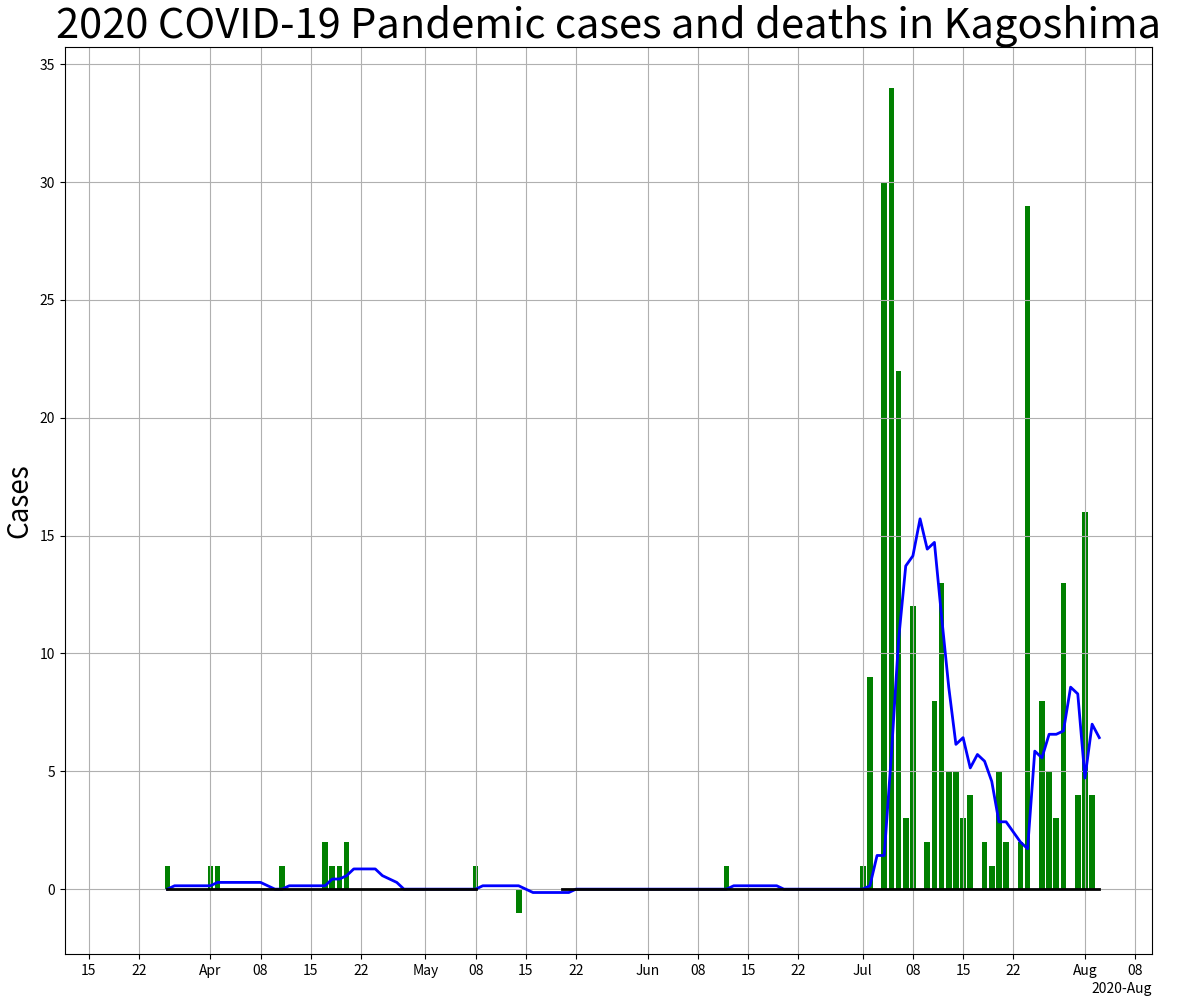 2020 COVID-19 Pandemic cases and deaths in Kagoshima
35
30
25
20
15
10
5
0
Cases
15 22 Apr 08 15 22 May 08 15 22 Jun 08 15 22 Jul 08 15 22 Aug 08
2020-Aug